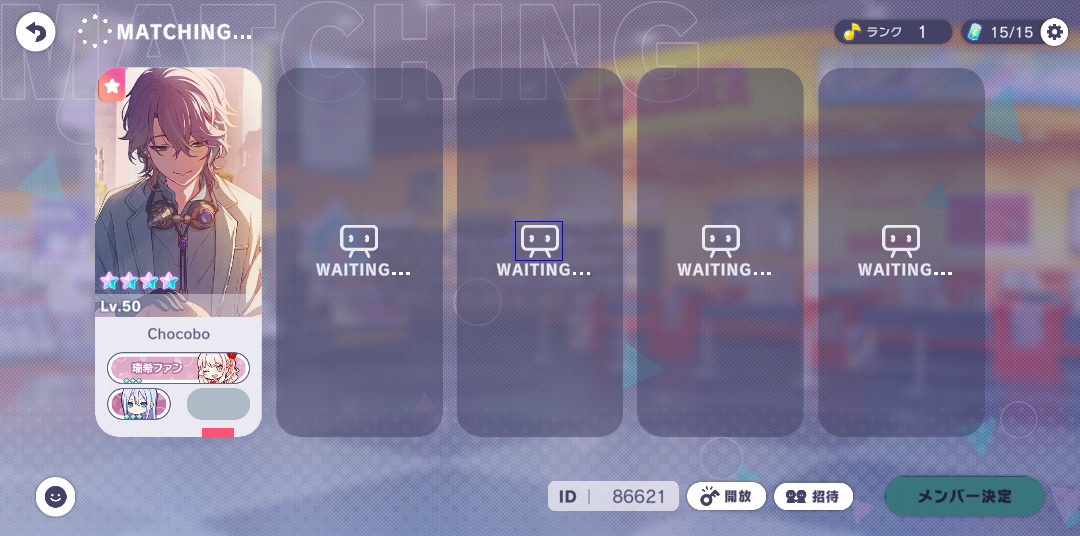 MATCHING
MATCHING...
ランク 1
15/15
WAITING...
WAITING...
WAITING...
WAITING...
Lv.50
Chocobo
瑞希ファン
ID | 86621
開放
招待
メンバー決定